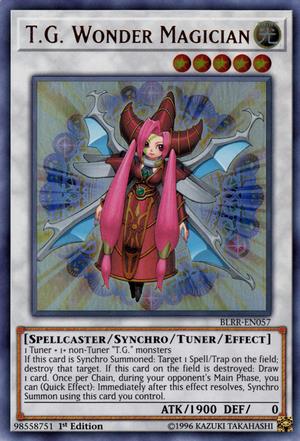 T.G. WONDER MAGICIAN
光
BLRR-EN057
[SPELLCASTER/SYNCHRO/TUNER/EFFECT]
1 Tuner + 1+ non-Tuner "T.G." monsters
If this card is Synchro Summoned: Target 1 Spell/Trap on the field;
destroy that target. If this card on the field is destroyed: Draw
1 card. Once per Chain, during your opponent's Main Phase, you
can (Quick Effect): Immediately after this effect resolves, Synchro
Summon using this card you control.
ATK/1900 DEF/ 0
98558751 1st Edition ©1996 KAZUKI TAKAHASHI